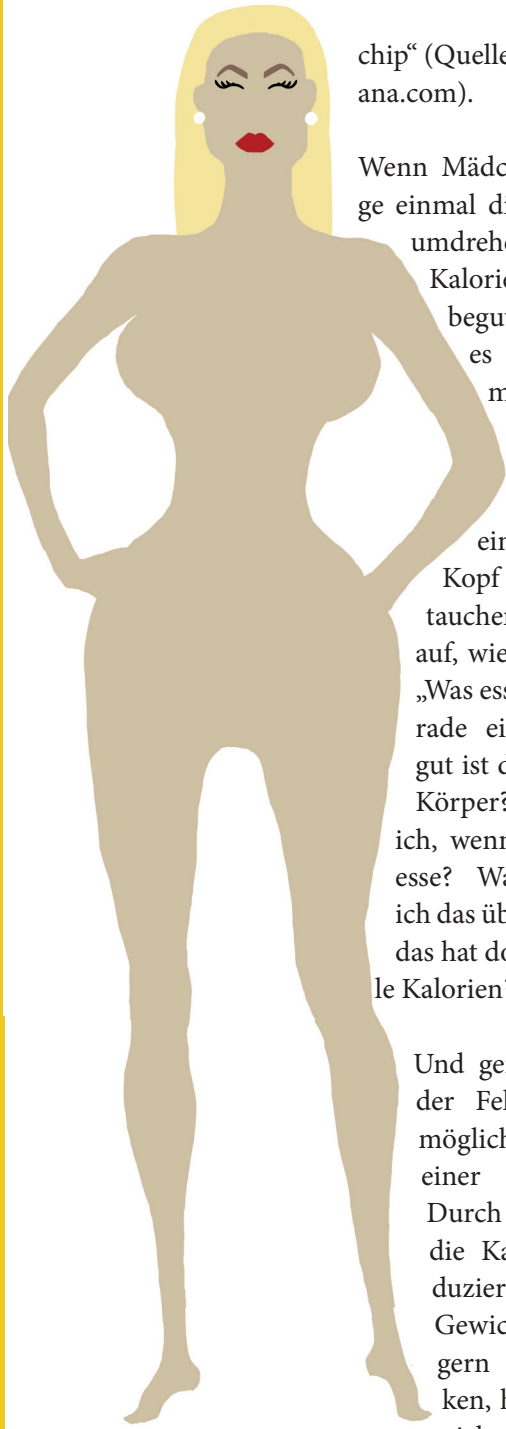 chip“ (Quelle
ana.com).
Wenn Mädc
ge einmal di
umdrehe
Kalorie
begu
es
m
ein
Kopf
taucher
auf, wie
„Was ess
rade ei
gut ist d
Körper?
ich, wenn
esse? Wa
ich das üb
das hat do
le Kalorien
Und ge
der Fel
möglich
einer
Durch
die Ka
duzier
Gewic
gern
ken, h